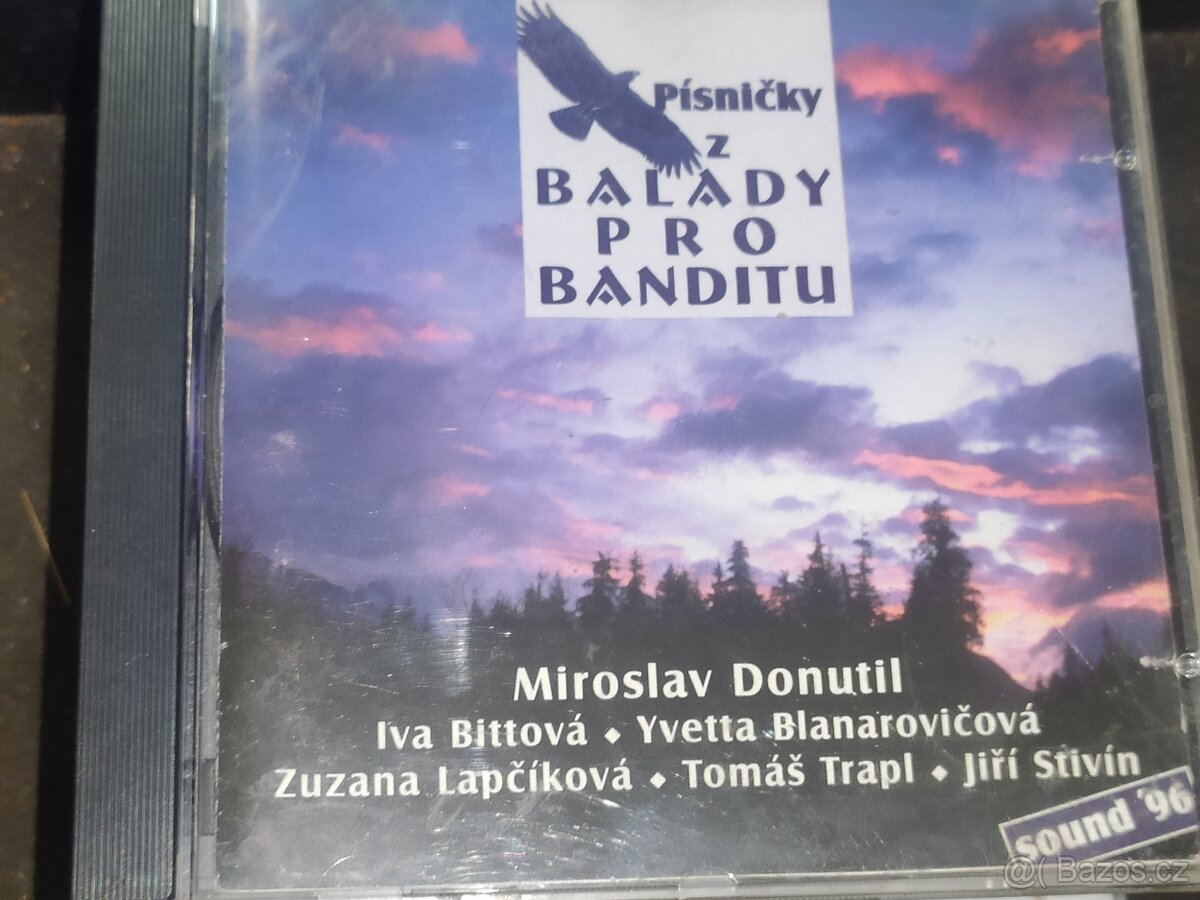 Písničky
z
BALADY
PRO
BANDITU
Miroslav Donutil
Iva Bittová ◆ Yvetta Blanarovičová
Zuzana Lapčíková ◆ Tomáš Trapl ◆ Jiří Stivín
sound '96
@( Bazos.cz